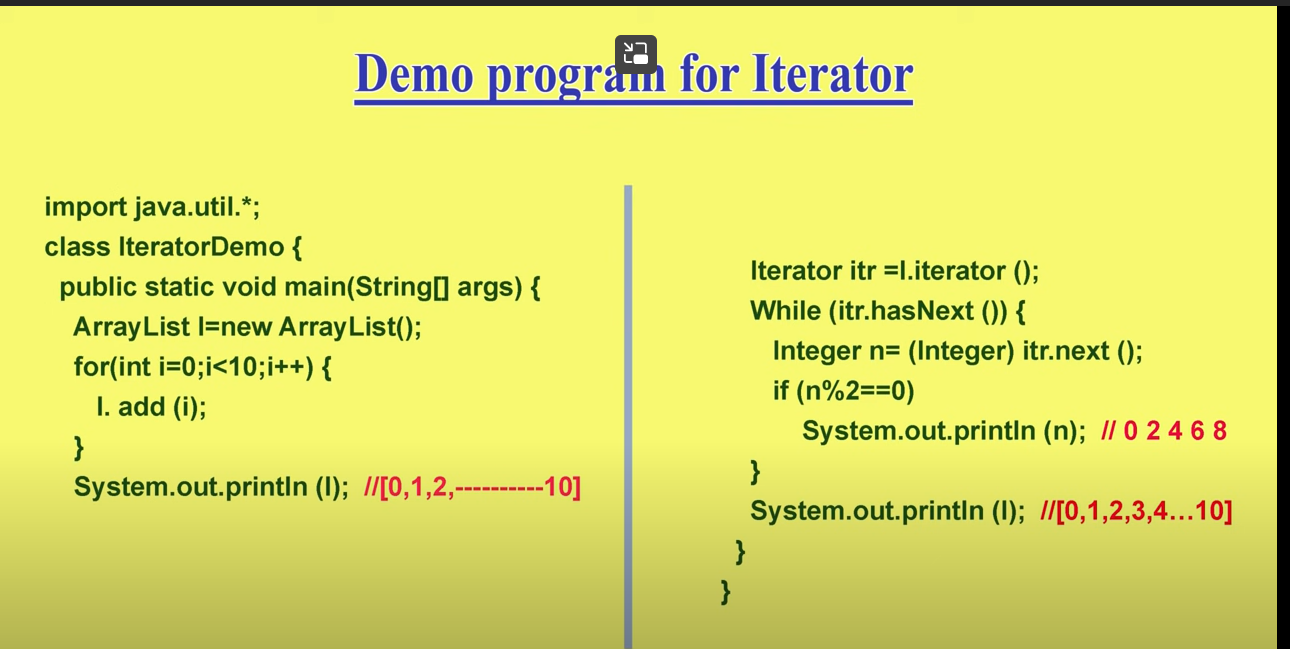 Demo program for Iterator
import java.util.*;
class IteratorDemo {
public static void main(String[] args) {
ArrayList l=new ArrayList();
for(int i=0;i<10;i++) {
l. add (i);
}
System.out.println (l);  //[0,1,2,----------10]
Iterator itr =l.iterator ();
While (itr.hasNext ()) {
Integer n= (Integer) itr.next ();
if (n%2==0)
System.out.println (n);  // 0 2 4 6 8
}
System.out.println (l);  //[0,1,2,3,4…10]
}
}